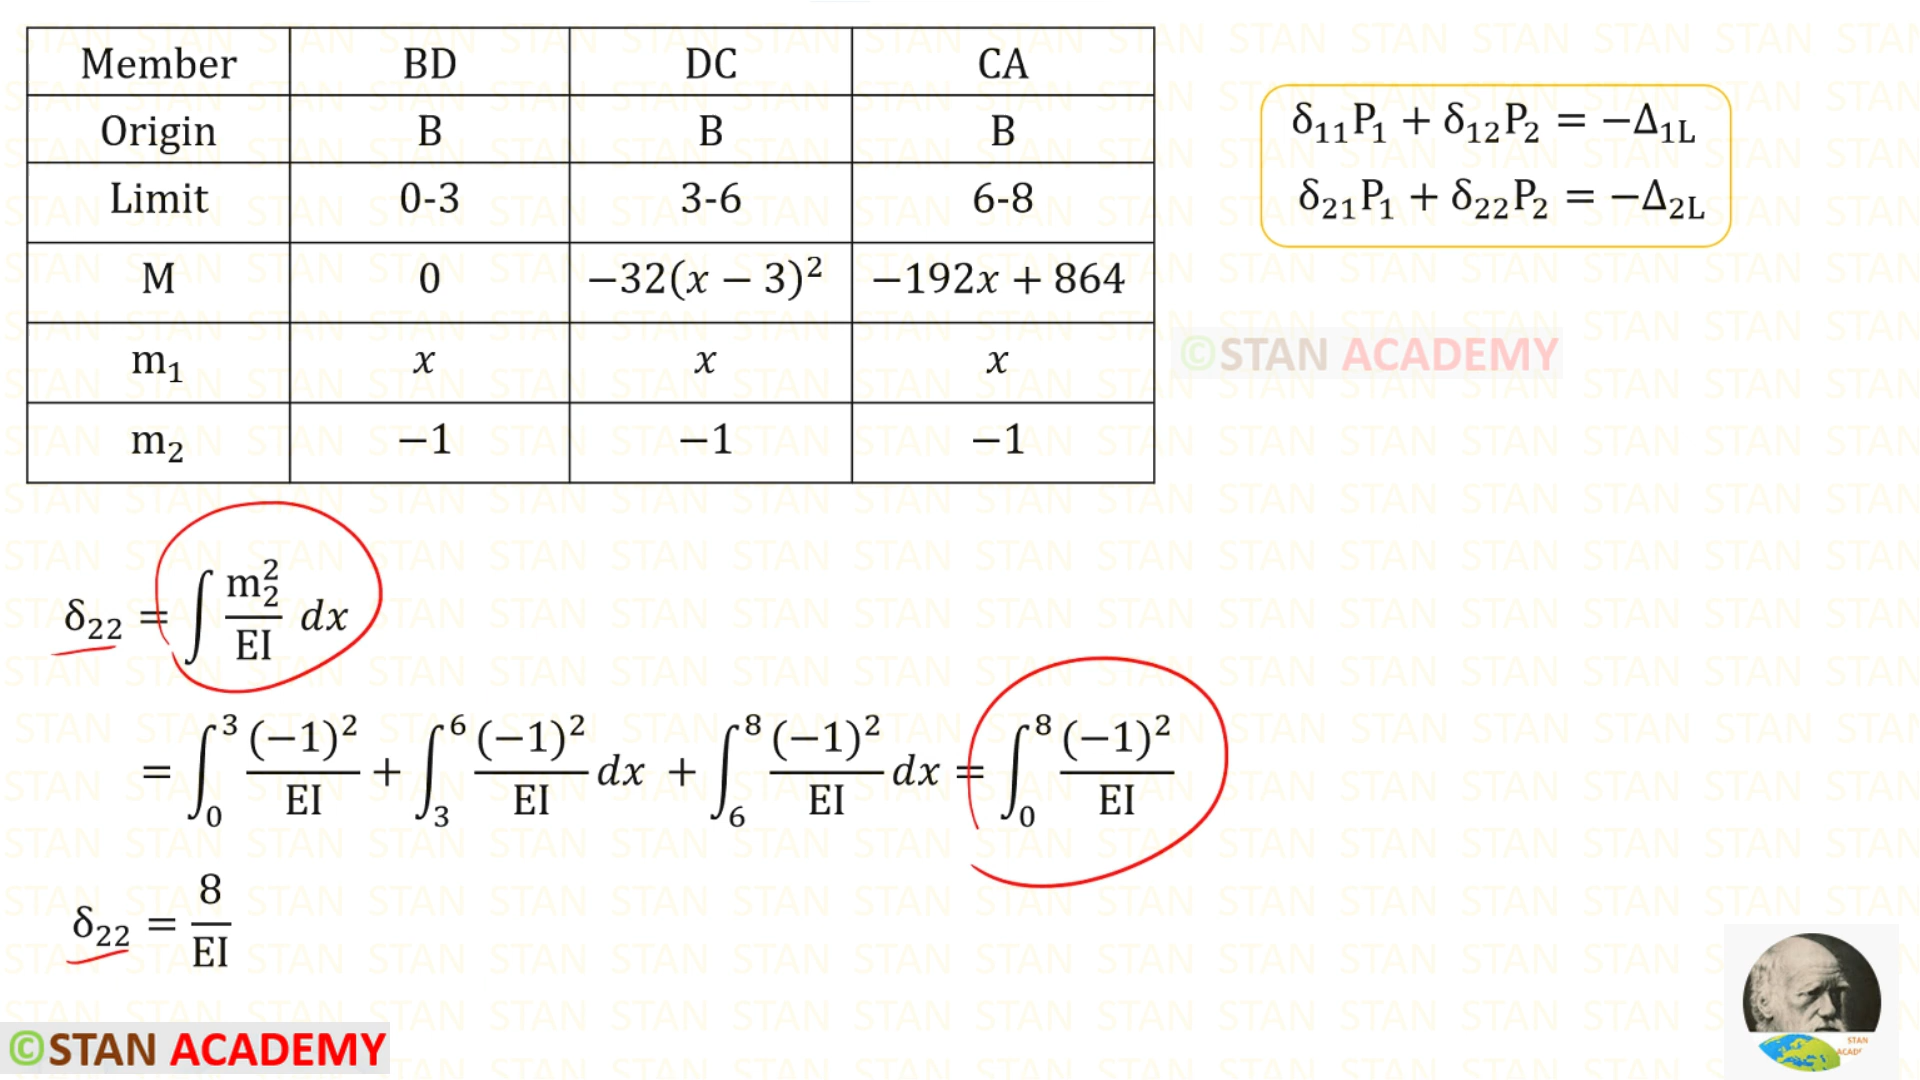 Member BD DC CA
Origin B B B
Limit 0-3 3-6 6-8
M 0 −32(x − 3)² −192x + 864
m₁ x x x
m₂ −1 −1 −1
δ₁₁P₁ + δ₁₂P₂ = −Δ₁L
δ₂₁P₁ + δ₂₂P₂ = −Δ₂L
©STAN ACADEMY
δ₂₂ = ∫ m₂²/EI dx
= ∫₀³ (−1)²/EI + ∫₃⁶ (−1)²/EI dx + ∫₆⁸ (−1)²/EI dx = ∫₀⁸ (−1)²/EI
δ₂₂ = 8/EI
©STAN ACADEMY
STAN